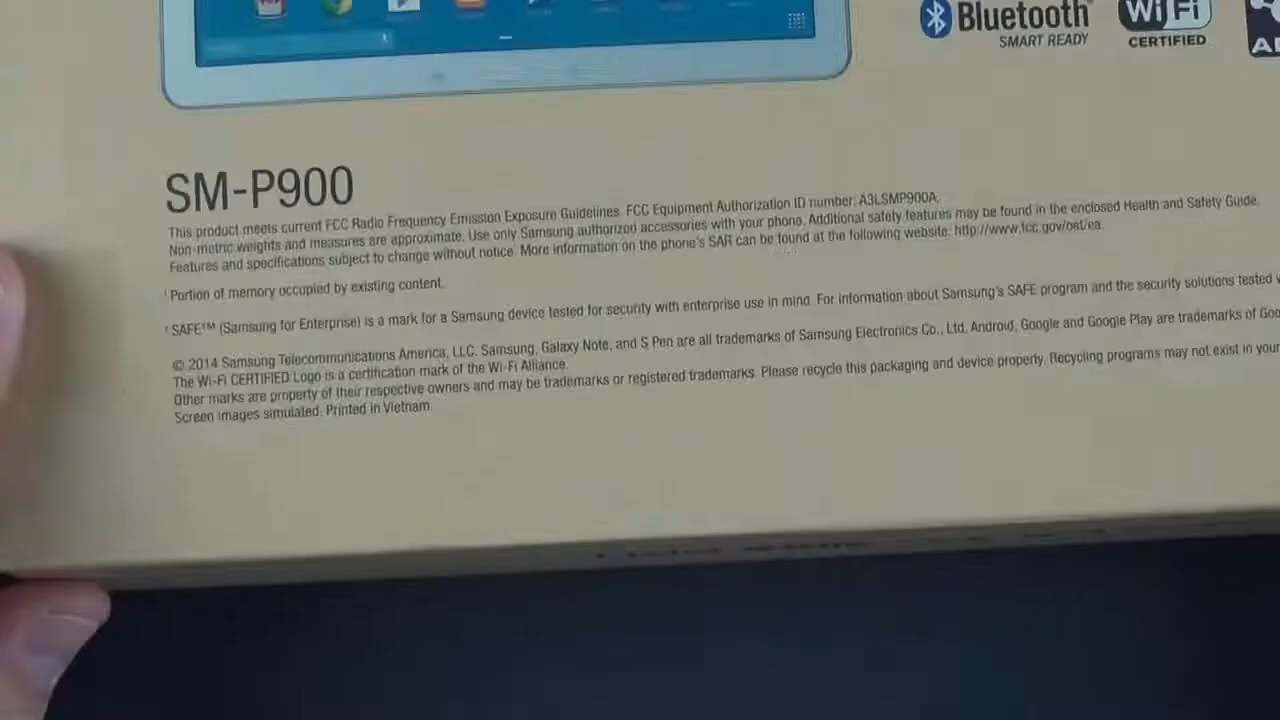 Bluetooth
SMART READY
Wi Fi
CERTIFIED
SM-P900
This product meets current FCC Radio Frequency Emission Exposure Guidelines. FCC Equipment Authorization ID number: A3LSMP900A.
Non-metric weights and measures are approximate. Use only Samsung authorized accessories with your phone. Additional safety features may be found in the enclosed Health and Safety Guide.
Features and specifications subject to change without notice. More information on the phone's SAR can be found at the following website: http://www.fcc.gov/oet/ea.
¹ Portion of memory occupied by existing content.
² SAFE™ (Samsung for Enterprise) is a mark for a Samsung device tested for security with enterprise use in mind. For information about Samsung's SAFE program and the security solutions tested
© 2014 Samsung Telecommunications America, LLC. Samsung, Galaxy Note, and S Pen are all trademarks of Samsung Electronics Co., Ltd. Android, Google and Google Play are trademarks of Goo
The Wi-Fi CERTIFIED Logo is a certification mark of the Wi-Fi Alliance.
Other marks are property of their respective owners and may be trademarks or registered trademarks. Please recycle this packaging and device properly. Recycling programs may not exist in your
Screen images simulated. Printed in Vietnam.